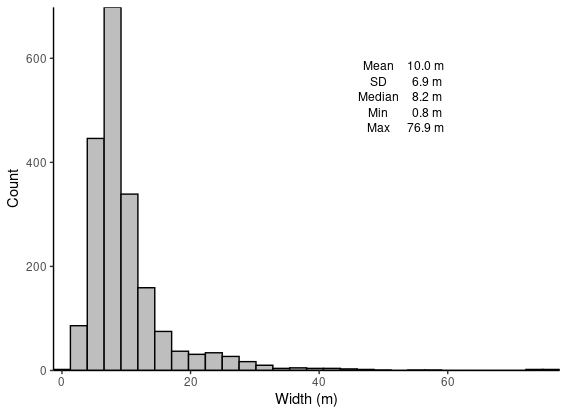 600
400
200
0
Count
Mean 10.0 m
SD 6.9 m
Median 8.2 m
Min 0.8 m
Max 76.9 m
0 20 40 60
Width (m)